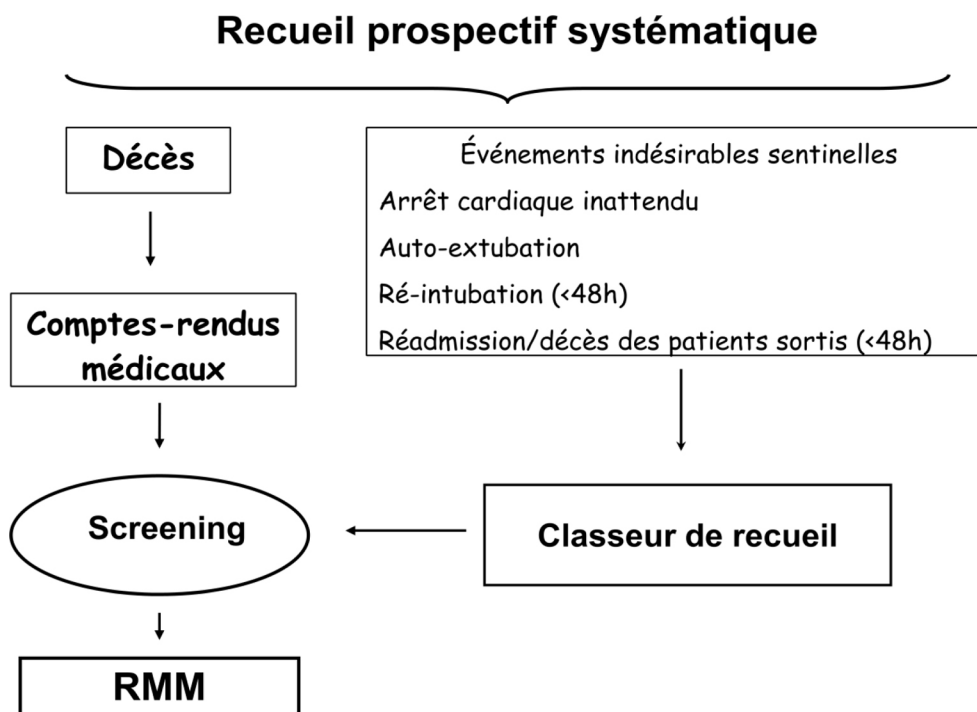 Recueil prospectif systématique
Décès
Événements indésirables sentinelles
Arrêt cardiaque inattendu
Auto-extubation
Ré-intubation (<48h)
Réadmission/décès des patients sortis (<48h)
Comptes-rendus
médicaux
Screening
Classeur de recueil
RMM